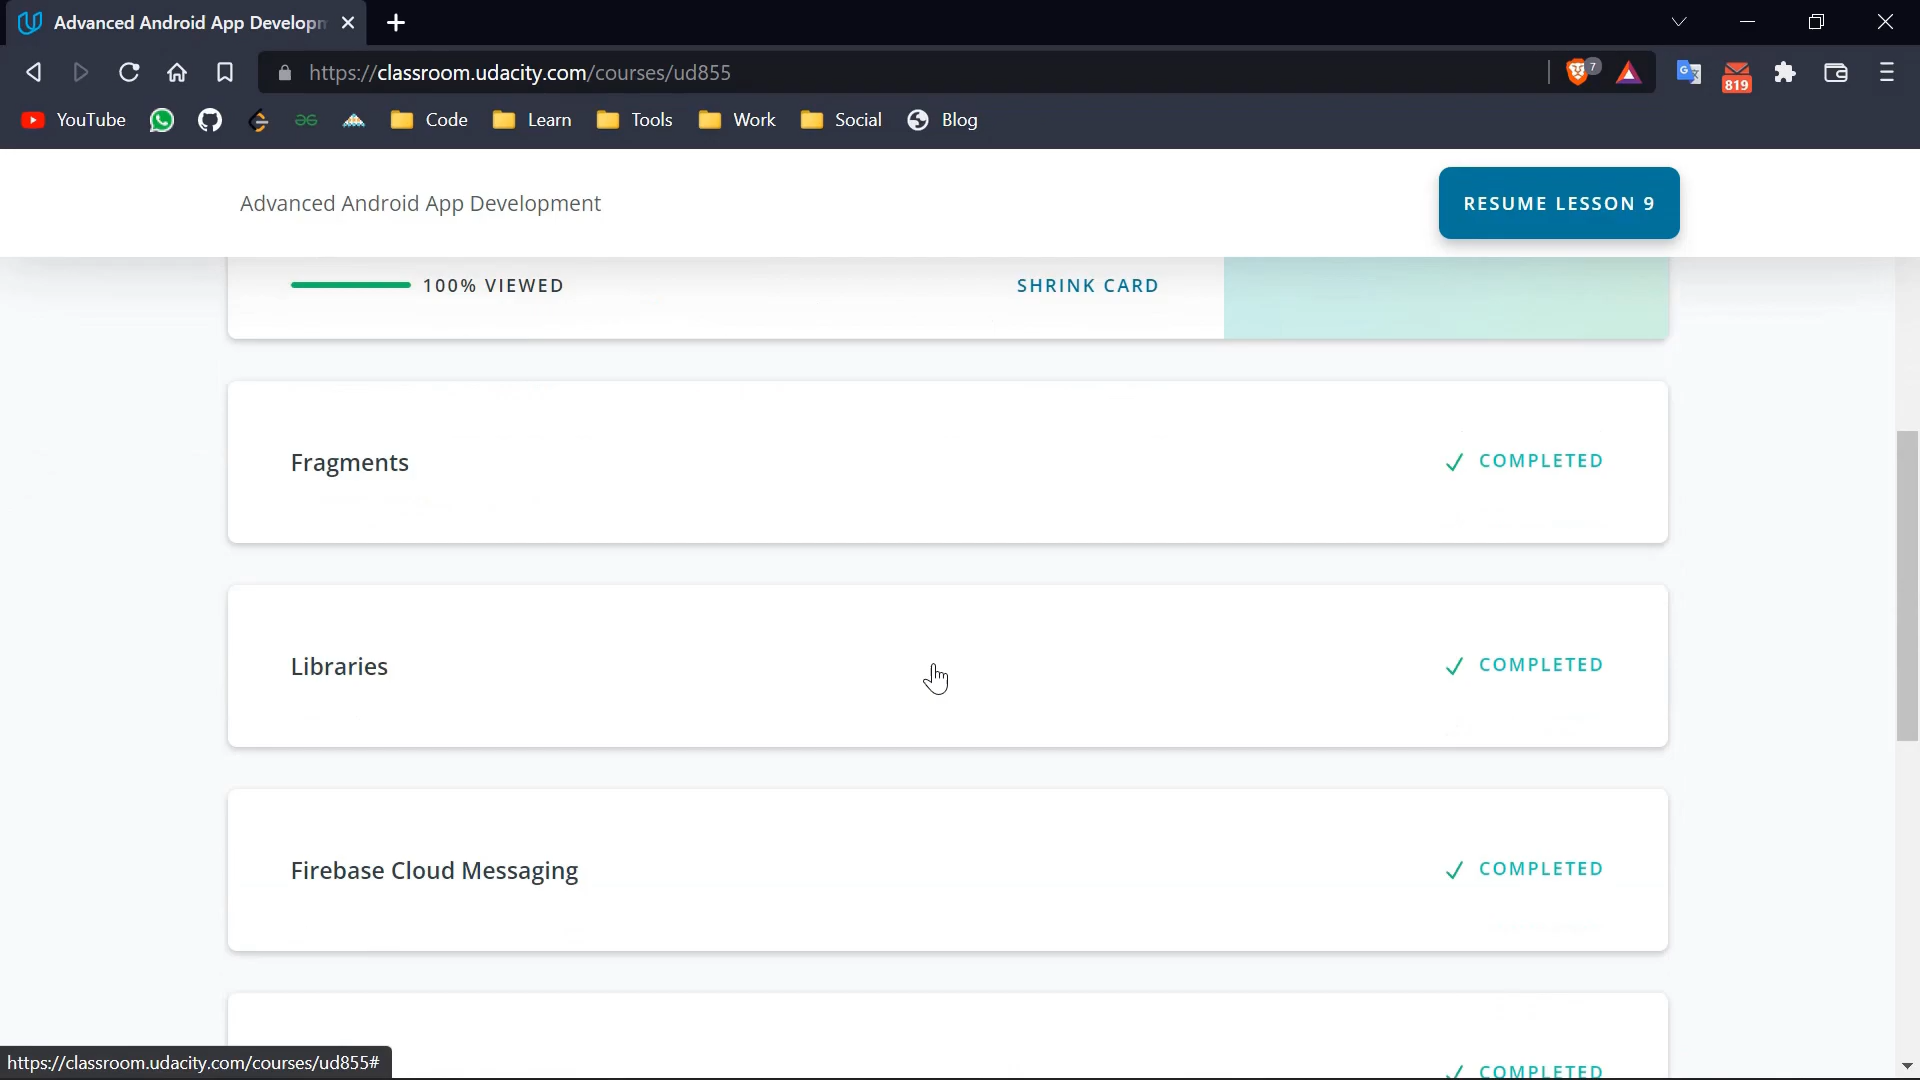 Advanced Android App Develop
https://classroom.udacity.com/courses/ud855
7
819
YouTube
Code
Learn
Tools
Work
Social
Blog
Advanced Android App Development
RESUME LESSON 9
100% VIEWED
SHRINK CARD
Fragments
COMPLETED
Libraries
COMPLETED
Firebase Cloud Messaging
COMPLETED
COMPLETED
https://classroom.udacity.com/courses/ud855#